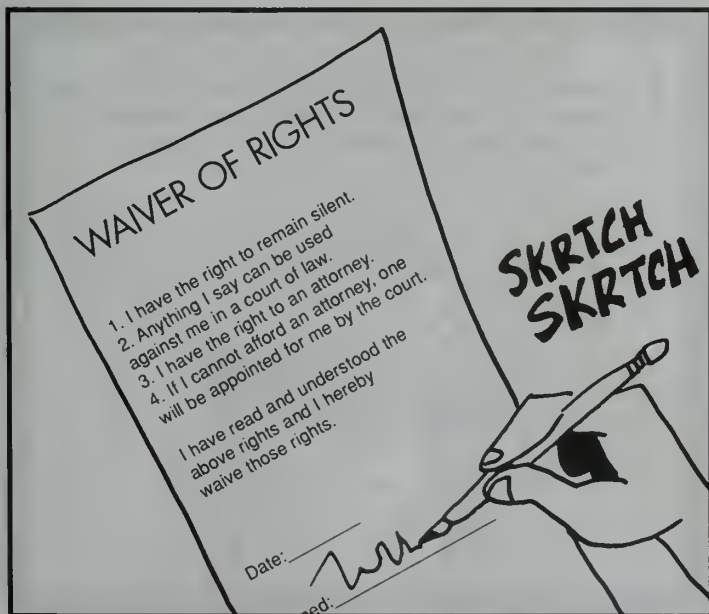 WAIVER OF RIGHTS
1. I have the right to remain silent.
2. Anything I say can be used
against me in a court of law.
3. I have the right to an attorney.
4. If I cannot afford an attorney, one
will be appointed for me by the court.
I have read and understood the
above rights and I hereby
waive those rights.
SKRTCH
SKRTCH
Date: